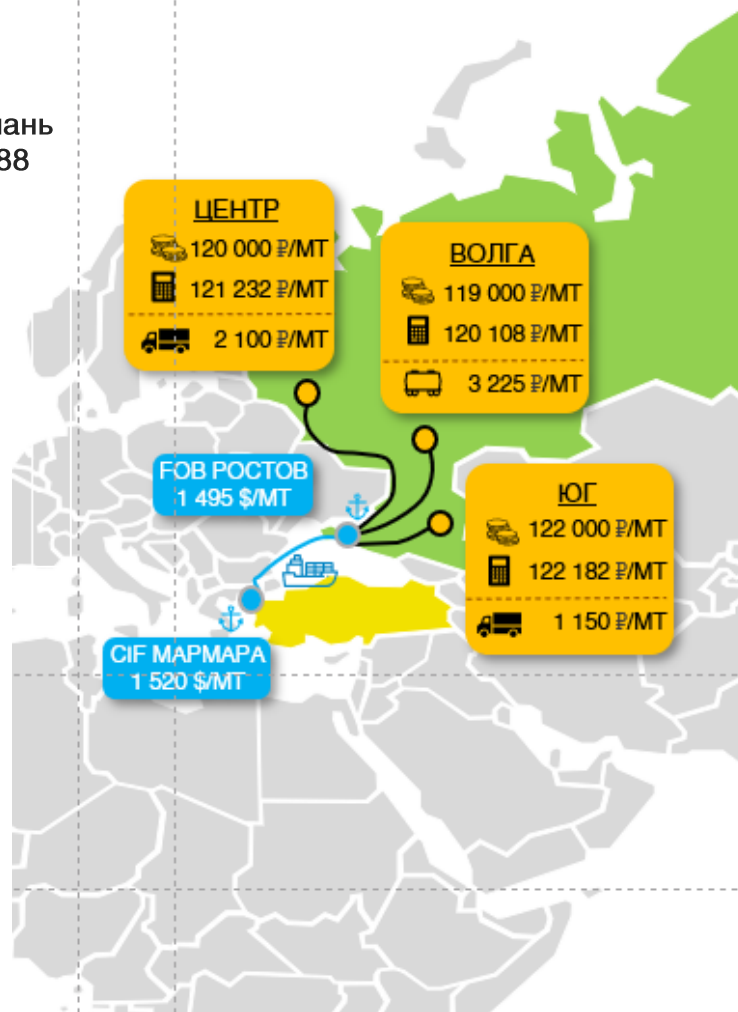 88
ЦЕНТР
120 000 ₽/МТ
121 232 ₽/МТ
2 100 ₽/МТ
ВОЛГА
119 000 ₽/МТ
120 108 ₽/МТ
3 225 ₽/МТ
FOB РОСТОВ
1 495 $/МТ
ЮГ
122 000 ₽/МТ
122 182 ₽/МТ
1 150 ₽/МТ
CIF МАРМАРА
1 520 $/МТ